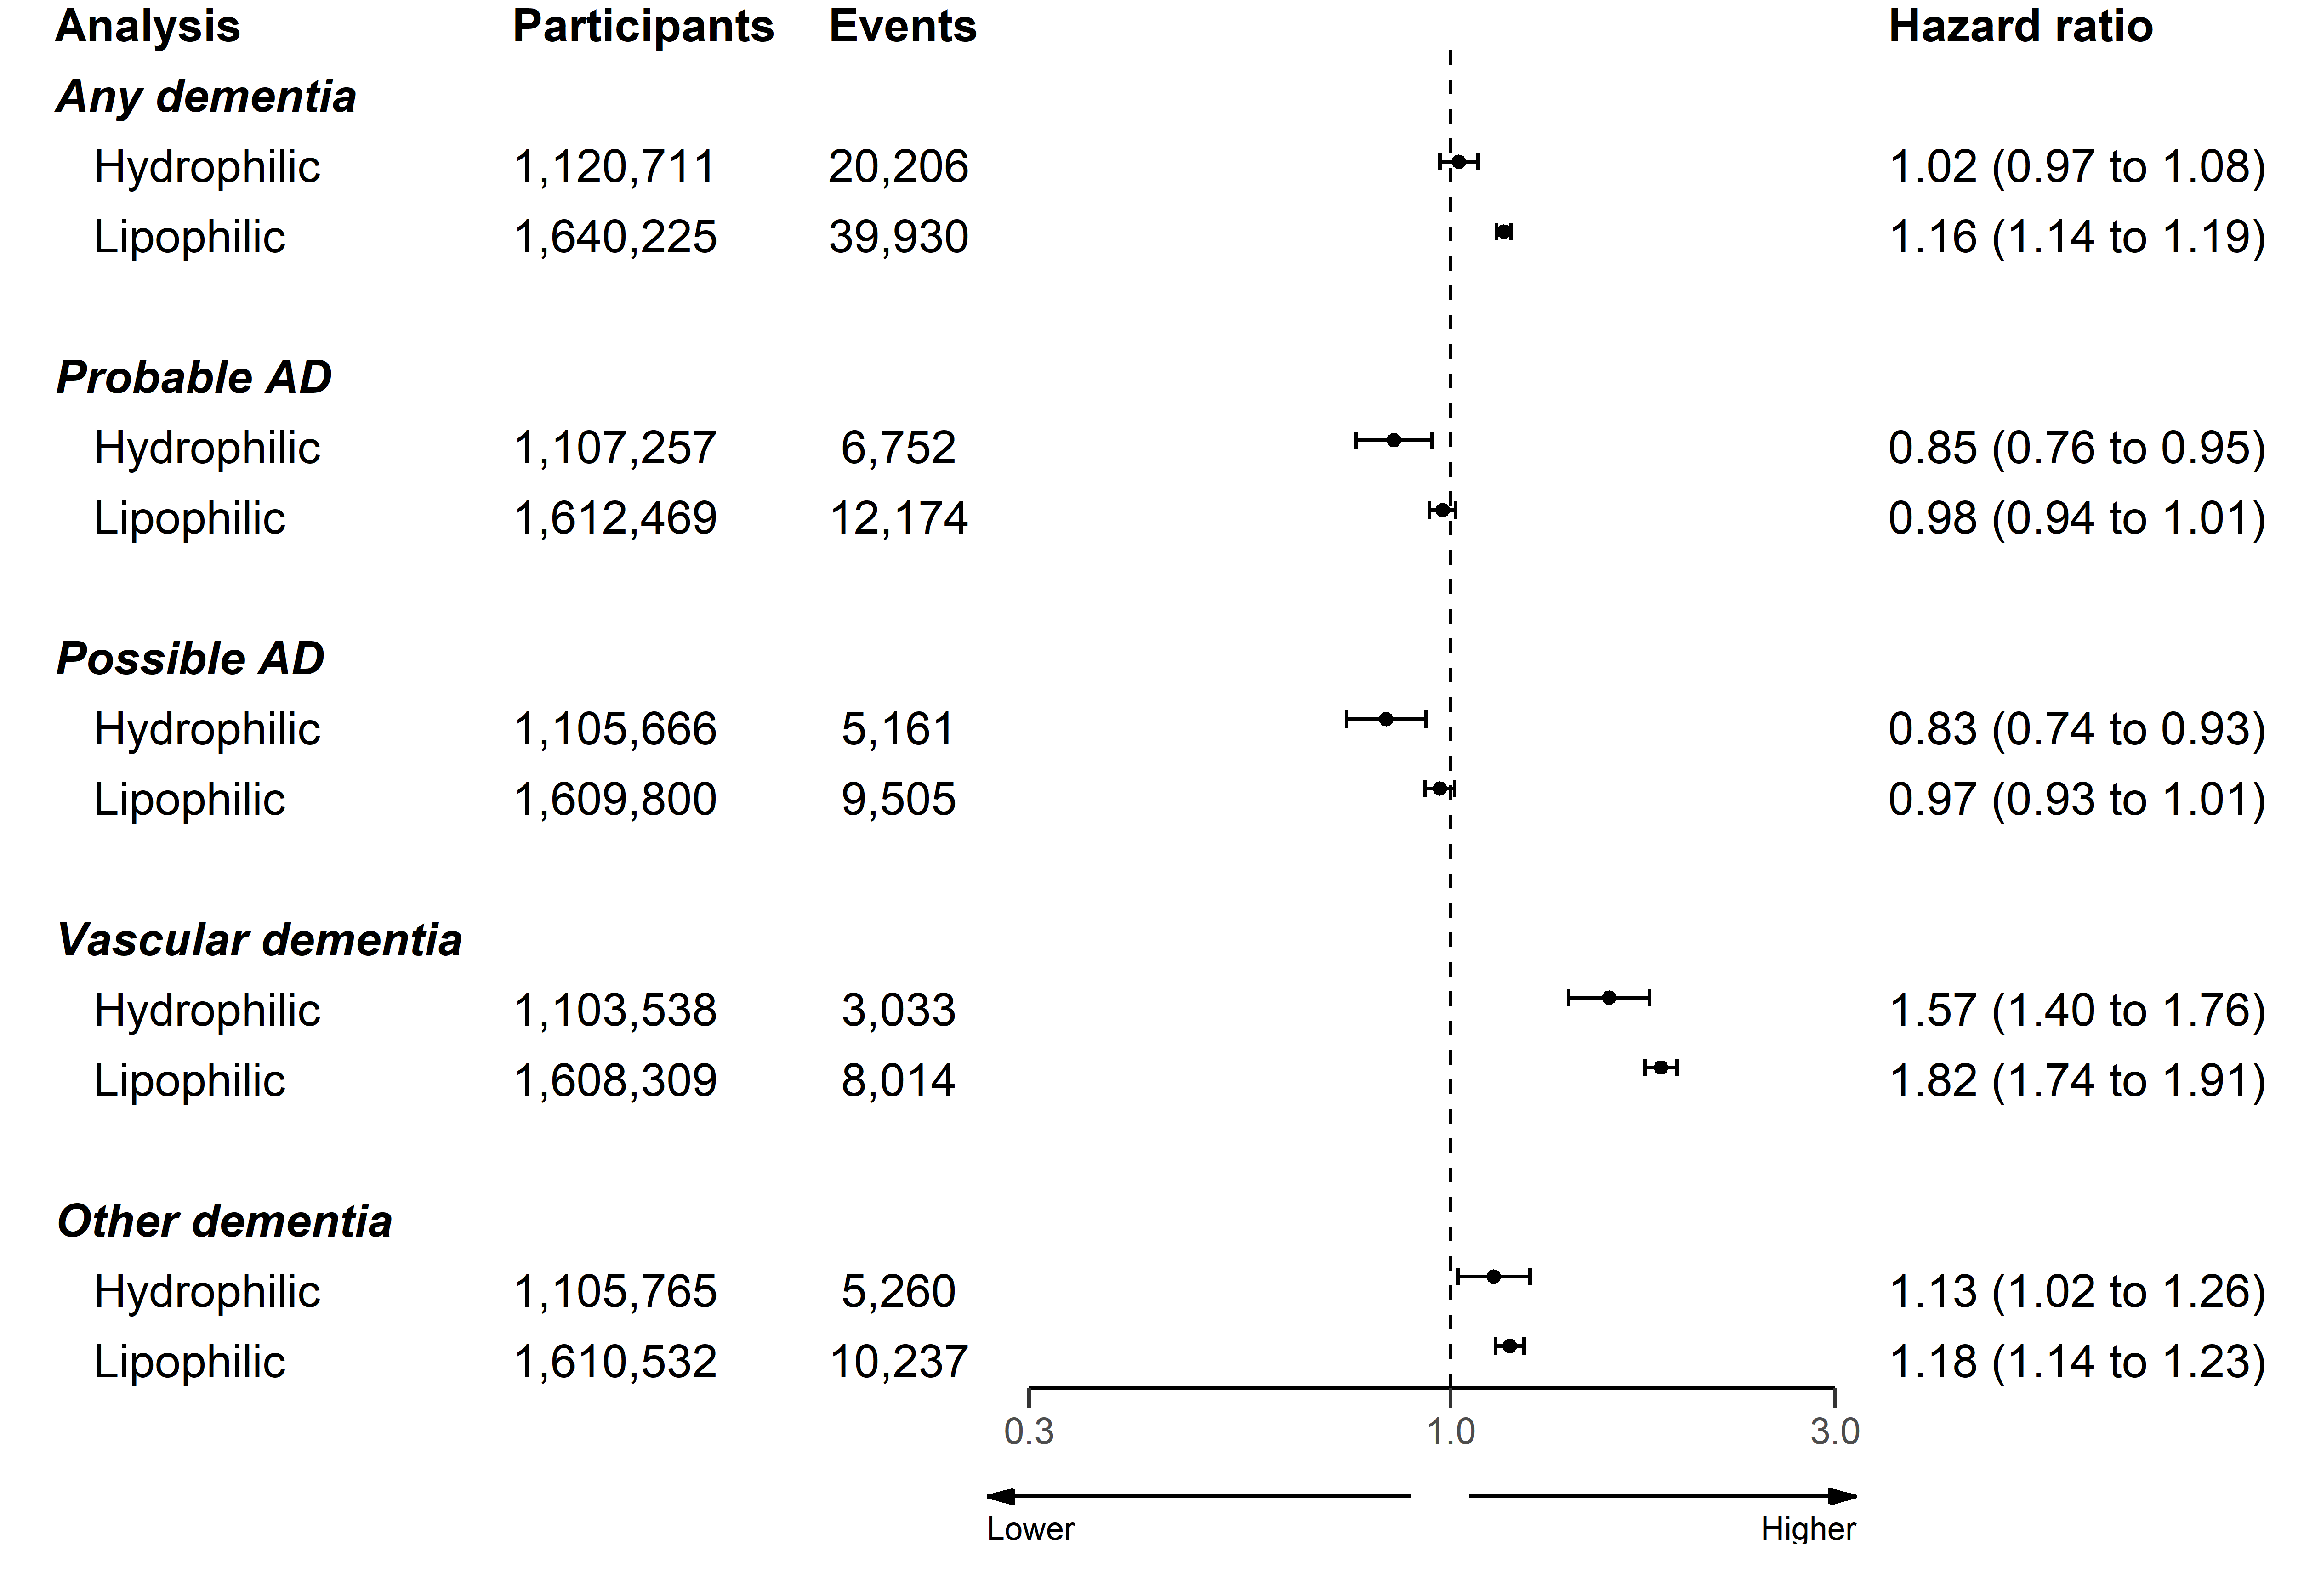 Analysis Participants Events Hazard ratio
Any dementia
Hydrophilic 1,120,711 20,206 1.02 (0.97 to 1.08)
Lipophilic 1,640,225 39,930 1.16 (1.14 to 1.19)
Probable AD
Hydrophilic 1,107,257 6,752 0.85 (0.76 to 0.95)
Lipophilic 1,612,469 12,174 0.98 (0.94 to 1.01)
Possible AD
Hydrophilic 1,105,666 5,161 0.83 (0.74 to 0.93)
Lipophilic 1,609,800 9,505 0.97 (0.93 to 1.01)
Vascular dementia
Hydrophilic 1,103,538 3,033 1.57 (1.40 to 1.76)
Lipophilic 1,608,309 8,014 1.82 (1.74 to 1.91)
Other dementia
Hydrophilic 1,105,765 5,260 1.13 (1.02 to 1.26)
Lipophilic 1,610,532 10,237 1.18 (1.14 to 1.23)
0.3 1.0 3.0
Lower Higher